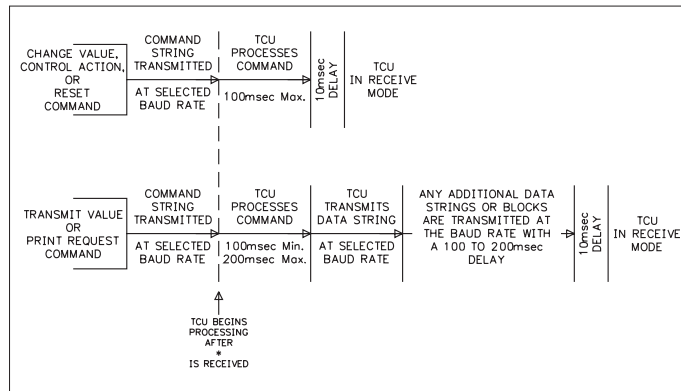 CHANGE VALUE,
CONTROL ACTION,
OR
RESET
COMMAND
COMMAND
STRING
TRANSMITTED
AT SELECTED
BAUD RATE
TCU
PROCESSES
COMMAND
100msec Max.
10msec
DELAY
TCU
IN RECEIVE
MODE
TRANSMIT VALUE
OR
PRINT REQUEST
COMMAND
COMMAND
STRING
TRANSMITTED
AT SELECTED
BAUD RATE
TCU
PROCESSES
COMMAND
100msec Min.
200msec Max.
TCU
TRANSMITS
DATA STRING
AT SELECTED
BAUD RATE
ANY ADDITIONAL DATA
STRINGS OR BLOCKS
ARE TRANSMITTED AT
THE BAUD RATE WITH
A 100 TO 200msec
DELAY
10msec
DELAY
TCU
IN RECEIVE
MODE
TCU BEGINS
PROCESSING
AFTER
*
IS RECEIVED